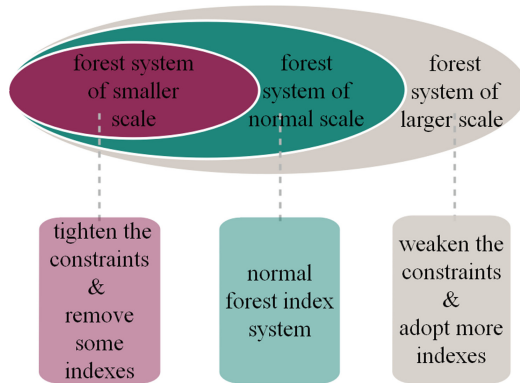 forest system
of smaller
scale
forest
system of
normal scale
forest
system of
larger scale
tighten the
constraints
&
remove
some
indexes
normal
forest index
system
weaken the
constraints
&
adopt more
indexes